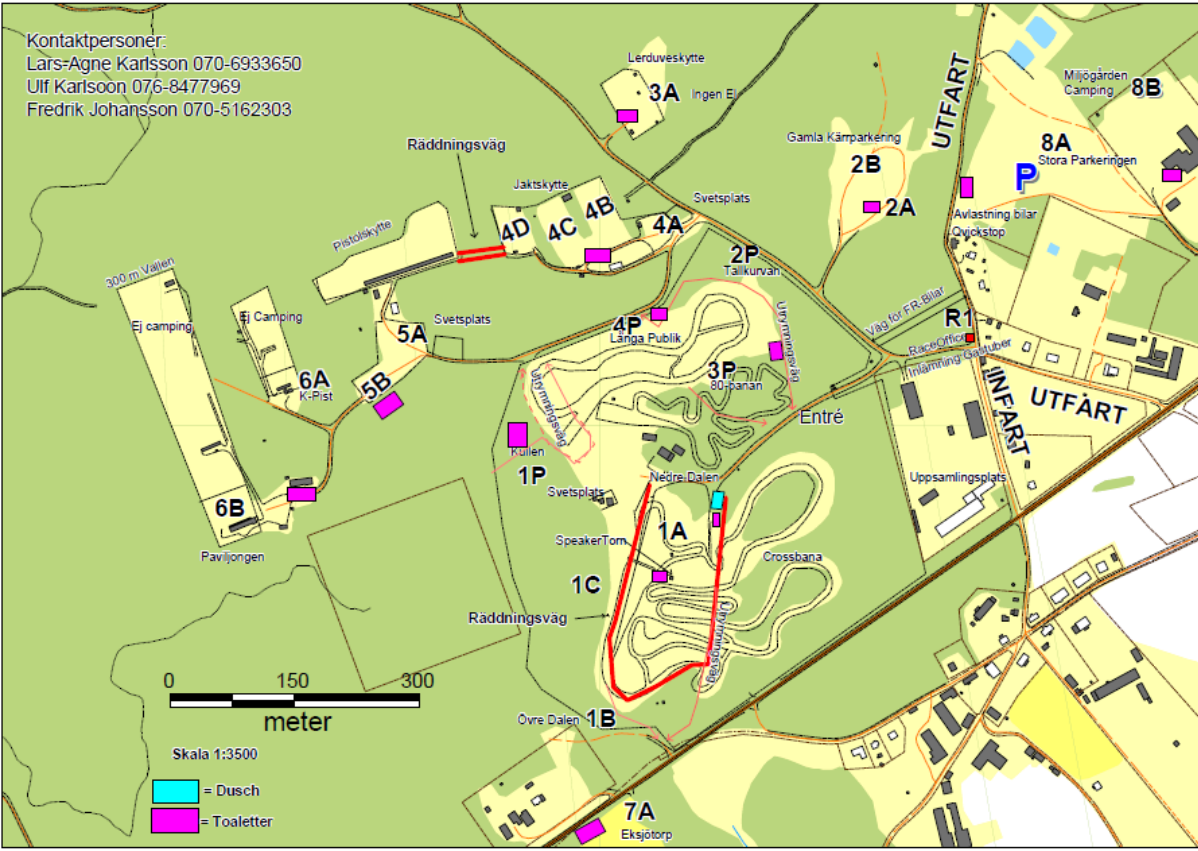 Kontaktpersoner:
Lars-Agne Karlsson 070-6933650
Ulf Karlsoon 076-8477969
Fredrik Johansson 070-5162303
Lerduveskytte
3A Ingen El
UTFART
Miljögården
Camping
8B
8A
Stora Parkeringen
P
Gamla Kärrparkering
2B
2A
Avlastning bilar
Qvickstop
Räddningsväg
Jaktskytte
Svetsplats
4D
4C
4B
4A
Pistolskytte
300 m Vallen
Ej camping
Ej Camping
2P
Tallkurvan
Utrymningsväg
Väg för FR-Bilar
R1
RaceOffice
Inlämning Gastuber
5A
Svetsplats
4P
Långa Publik
3P
80-banan
6A
K-Pist
5B
Utrymningsväg
Entré
INFART
UTFART
Kullen
1P
Svetsplats
Nedre Dalen
Uppsamlingsplats
6B
Paviljongen
1A
SpeakerTorn
Crossbana
1C
Räddningsväg
Utrymningsväg
0 150 300
meter
Övre Dalen 1B
Skala 1:3500
= Dusch
= Toaletter
7A
Eksjötorp